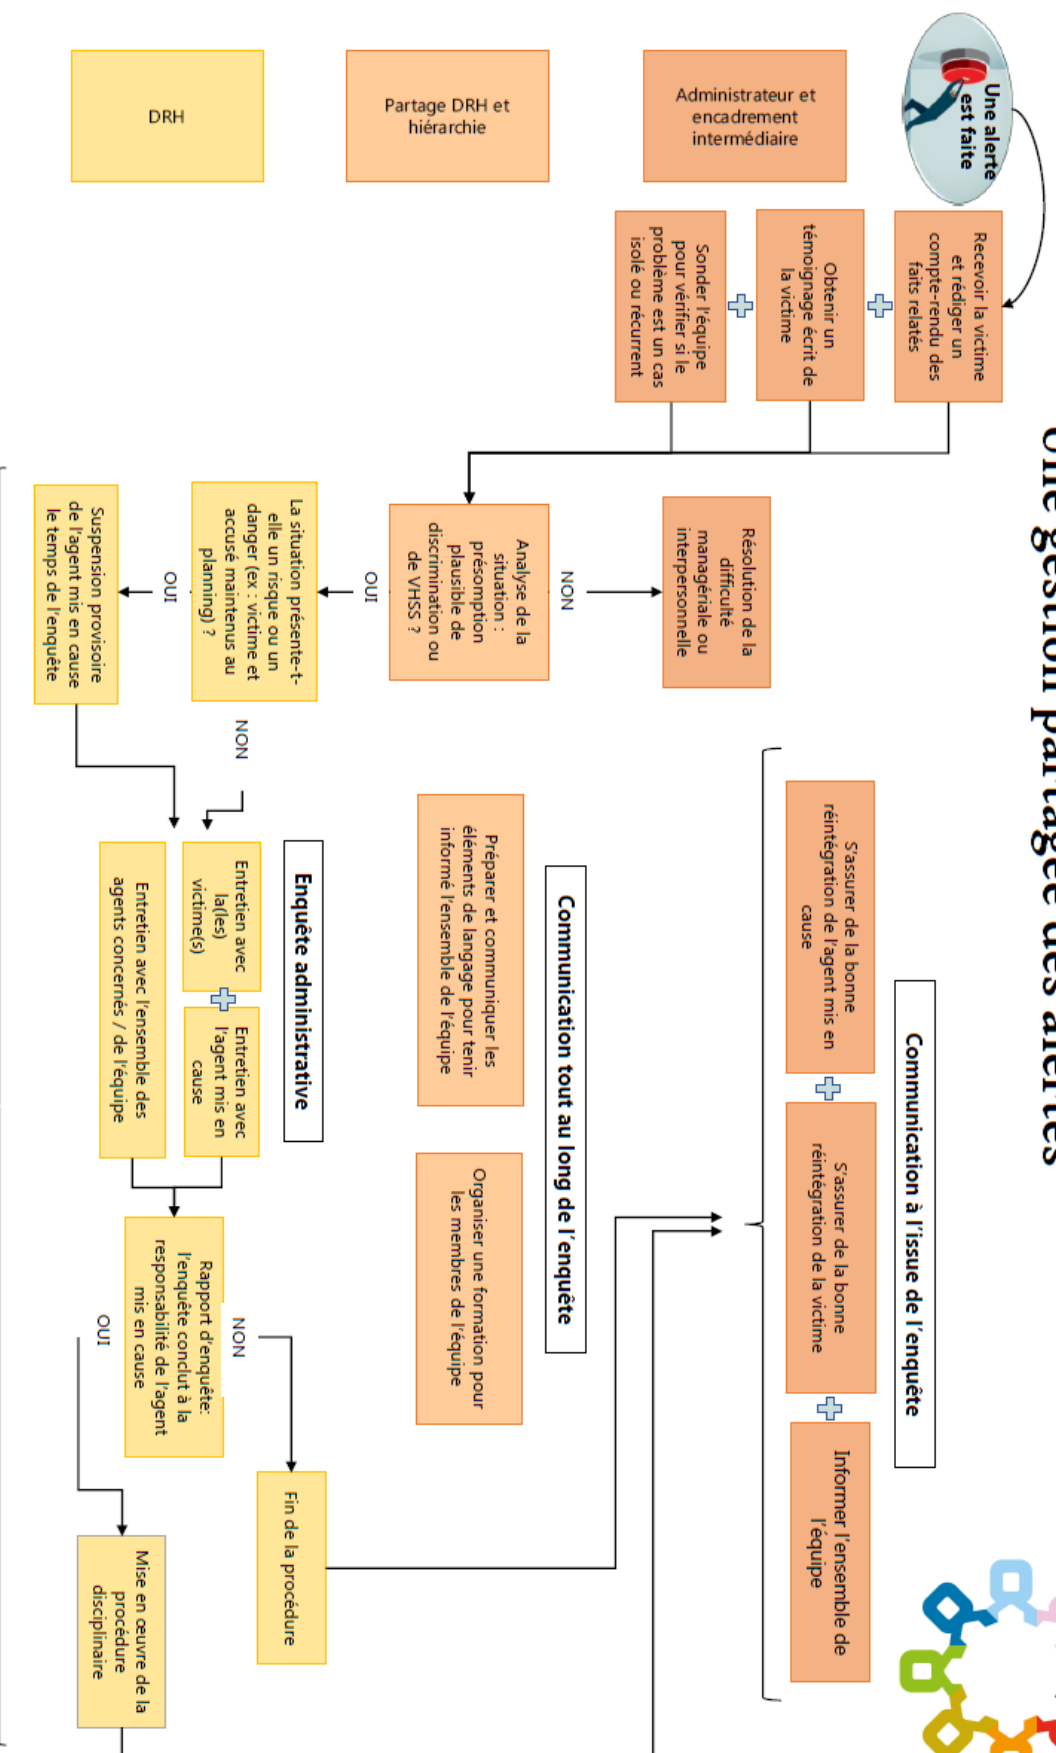 Une gestion partagée des alertes
Une alerte
est faite
Administrateur et
encadrement
intermédiaire
Partage DRH et
hiérarchie
DRH
Recevoir la victime
et rédiger un
compte-rendu des
faits relatés
Obtenir un
témoignage écrit de
la victime
Sonder l'équipe
pour vérifier si le
problème est un cas
isolé ou récurrent
Résolution de la
difficulté
managériale ou
interpersonnelle
NON
Analyse de la
situation :
présomption
plausible de
discrimination ou
de VHSS ?
OUI
La situation présente-t-
elle un risque ou un
danger (ex : victime et
accusé maintenus au
planning) ?
OUI
NON
Suspension provisoire
de l'agent mis en cause
le temps de l'enquête
Communication à l'issue de l'enquête
S'assurer de la bonne
réintégration de l'agent mis en
cause
S'assurer de la bonne
réintégration de la victime
Informer l'ensemble de
l'équipe
Communication tout au long de l'enquête
Préparer et communiquer les
éléments de langage pour tenir
informé l'ensemble de l'équipe
Organiser une formation pour
les membres de l'équipe
Enquête administrative
Entretien avec
la(les)
victime(s)
Entretien avec
l'agent mis en
cause
Entretien avec l'ensemble des
agents concernés / de l'équipe
NON
Rapport d'enquête:
l'enquête conclut à la
responsabilité de l'agent
mis en cause
OUI
Fin de la procédure
Mise en œuvre de la
procédure
disciplinaire